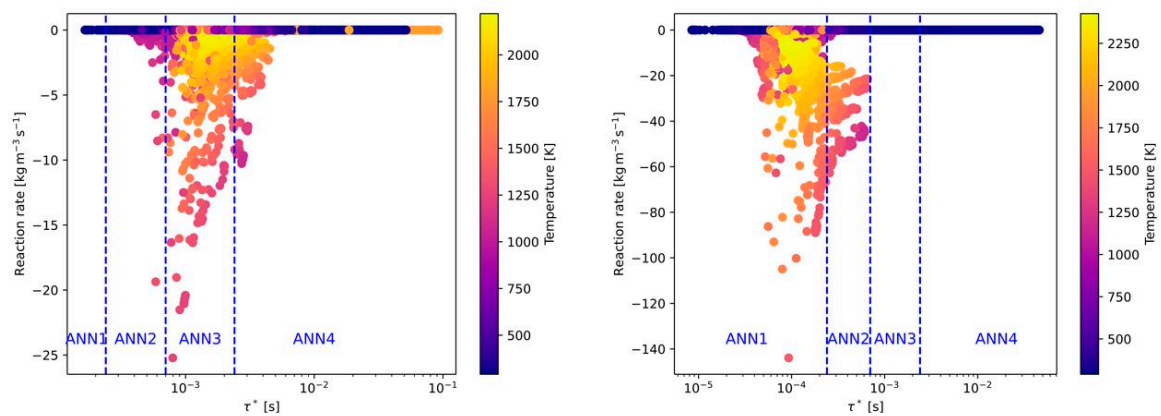 0
−5
−10
−15
−20
−25
Reaction rate [kg m⁻³ s⁻¹]
ANN1 ANN2 ANN3 ANN4
10⁻³ 10⁻² 10⁻¹
τ* [s]
2000
1750
1500
1250
1000
750
500
Temperature [K]
0
−20
−40
−60
−80
−100
−120
−140
Reaction rate [kg m⁻³ s⁻¹]
ANN1 ANN2 ANN3 ANN4
10⁻⁵ 10⁻⁴ 10⁻³ 10⁻²
τ* [s]
2250
2000
1750
1500
1250
1000
750
500
Temperature [K]